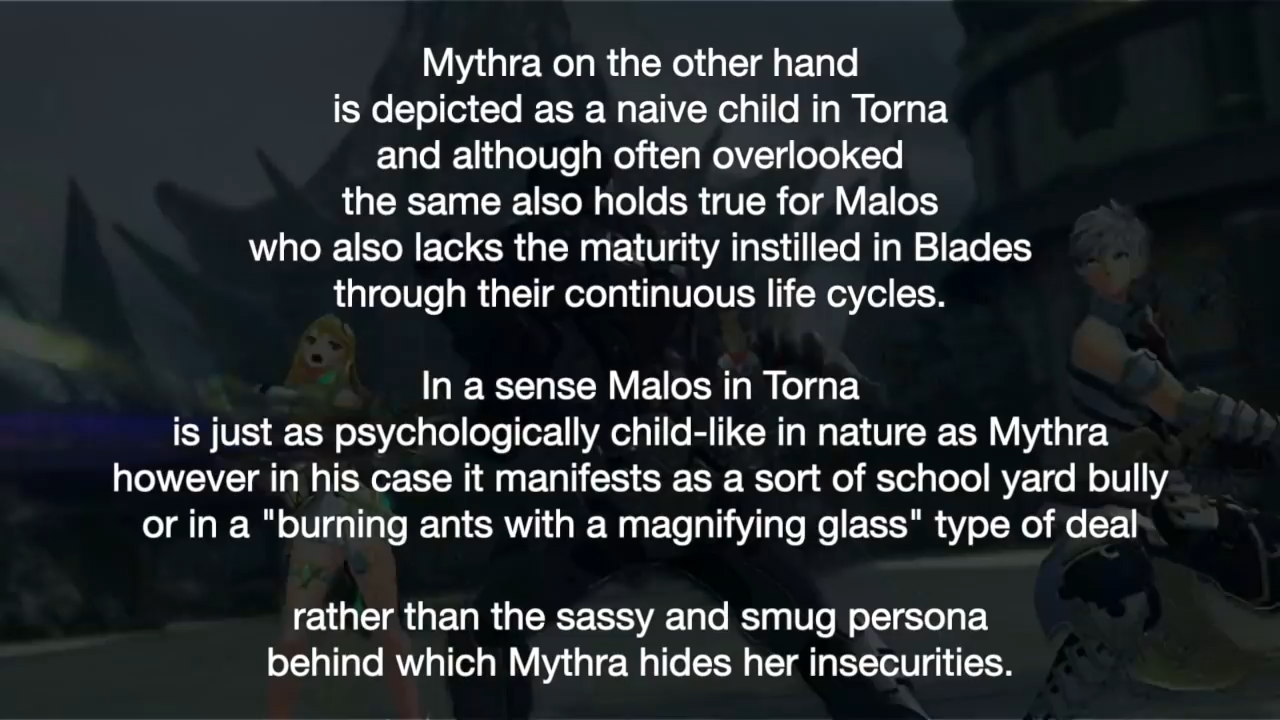 Mythra on the other hand
is depicted as a naive child in Torna
and although often overlooked
the same also holds true for Malos
who also lacks the maturity instilled in Blades
through their continuous life cycles.
In a sense Malos in Torna
is just as psychologically child-like in nature as Mythra
however in his case it manifests as a sort of school yard bully
or in a "burning ants with a magnifying glass" type of deal
rather than the sassy and smug persona
behind which Mythra hides her insecurities.